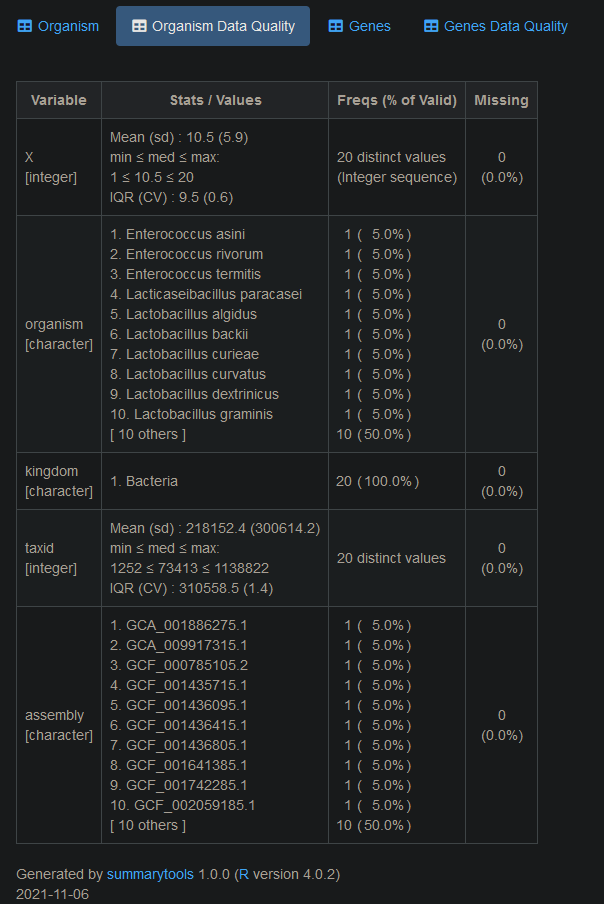 Organism Organism Data Quality Genes Genes Data Quality
Variable Stats / Values Freqs (% of Valid) Missing
X
[integer]
Mean (sd) : 10.5 (5.9)
min ≤ med ≤ max:
1 ≤ 10.5 ≤ 20
IQR (CV) : 9.5 (0.6)
20 distinct values
(Integer sequence)
0
(0.0%)
organism
[character]
1. Enterococcus asini
2. Enterococcus rivorum
3. Enterococcus termitis
4. Lacticaseibacillus paracasei
5. Lactobacillus algidus
6. Lactobacillus backii
7. Lactobacillus curieae
8. Lactobacillus curvatus
9. Lactobacillus dextrinicus
10. Lactobacillus graminis
[ 10 others ]
1 ( 5.0%)
1 ( 5.0%)
1 ( 5.0%)
1 ( 5.0%)
1 ( 5.0%)
1 ( 5.0%)
1 ( 5.0%)
1 ( 5.0%)
1 ( 5.0%)
1 ( 5.0%)
10 (50.0%)
0
(0.0%)
kingdom
[character]
1. Bacteria
20 (100.0%)
0
(0.0%)
taxid
[integer]
Mean (sd) : 218152.4 (300614.2)
min ≤ med ≤ max:
1252 ≤ 73413 ≤ 1138822
IQR (CV) : 310558.5 (1.4)
20 distinct values
0
(0.0%)
assembly
[character]
1. GCA_001886275.1
2. GCA_009917315.1
3. GCF_000785105.2
4. GCF_001435715.1
5. GCF_001436095.1
6. GCF_001436415.1
7. GCF_001436805.1
8. GCF_001641385.1
9. GCF_001742285.1
10. GCF_002059185.1
[ 10 others ]
1 ( 5.0%)
1 ( 5.0%)
1 ( 5.0%)
1 ( 5.0%)
1 ( 5.0%)
1 ( 5.0%)
1 ( 5.0%)
1 ( 5.0%)
1 ( 5.0%)
1 ( 5.0%)
10 (50.0%)
0
(0.0%)
Generated by summarytools 1.0.0 (R version 4.0.2)
2021-11-06